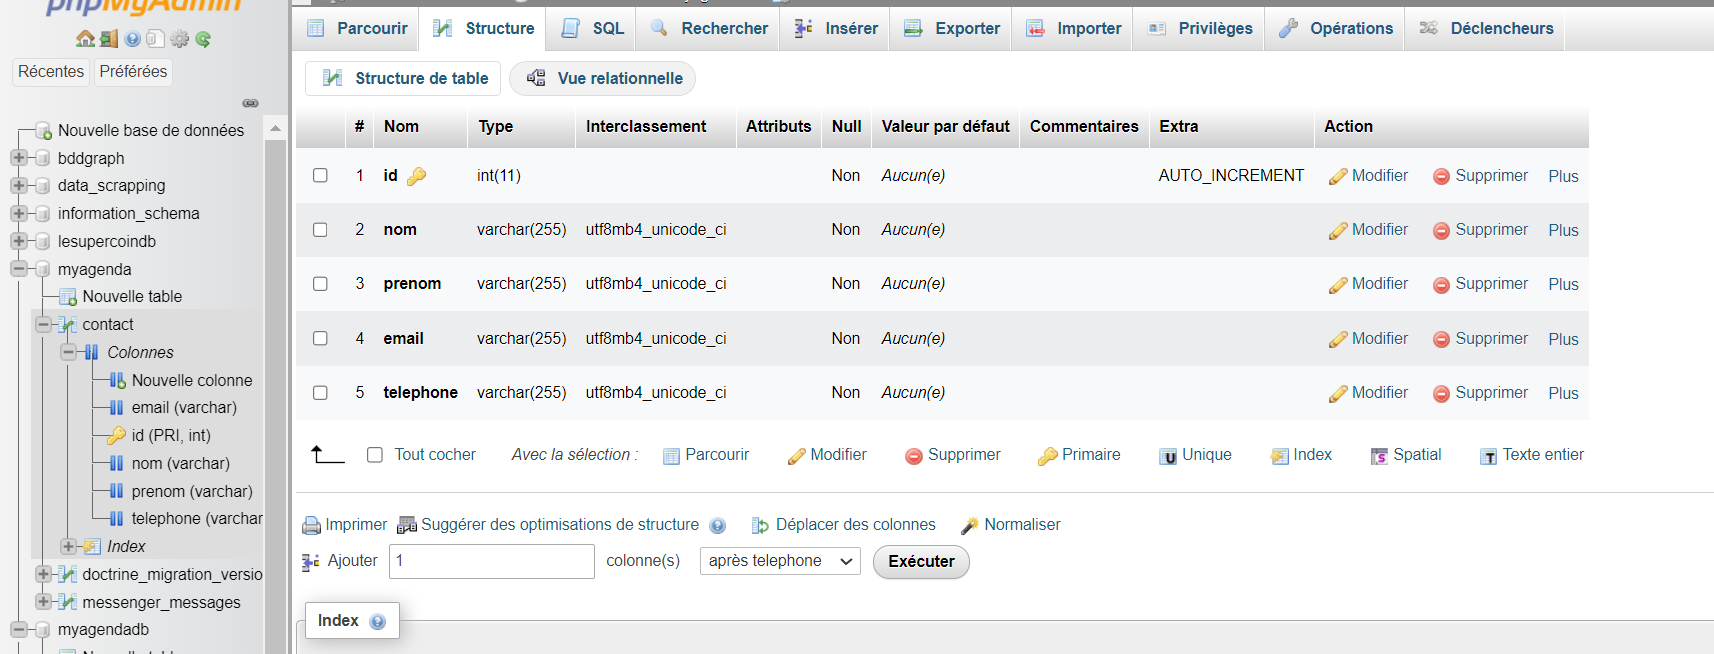 phpMyAdmin
Récentes Préférées
Nouvelle base de données
bddgraph
data_scrapping
information_schema
lesupercoindb
myagenda
Nouvelle table
contact
Colonnes
Nouvelle colonne
email (varchar)
id (PRI, int)
nom (varchar)
prenom (varchar)
telephone (varchar
Index
doctrine_migration_versio
messenger_messages
myagendadb
Parcourir Structure SQL Rechercher Insérer Exporter Importer Privilèges Opérations Déclencheurs
Structure de table Vue relationnelle
# Nom Type Interclassement Attributs Null Valeur par défaut Commentaires Extra Action
1 id int(11) Non Aucun(e) AUTO_INCREMENT Modifier Supprimer Plus
2 nom varchar(255) utf8mb4_unicode_ci Non Aucun(e) Modifier Supprimer Plus
3 prenom varchar(255) utf8mb4_unicode_ci Non Aucun(e) Modifier Supprimer Plus
4 email varchar(255) utf8mb4_unicode_ci Non Aucun(e) Modifier Supprimer Plus
5 telephone varchar(255) utf8mb4_unicode_ci Non Aucun(e) Modifier Supprimer Plus
Tout cocher Avec la sélection : Parcourir Modifier Supprimer Primaire Unique Index Spatial Texte entier
Imprimer Suggérer des optimisations de structure Déplacer des colonnes Normaliser
Ajouter 1 colonne(s) après telephone Exécuter
Index